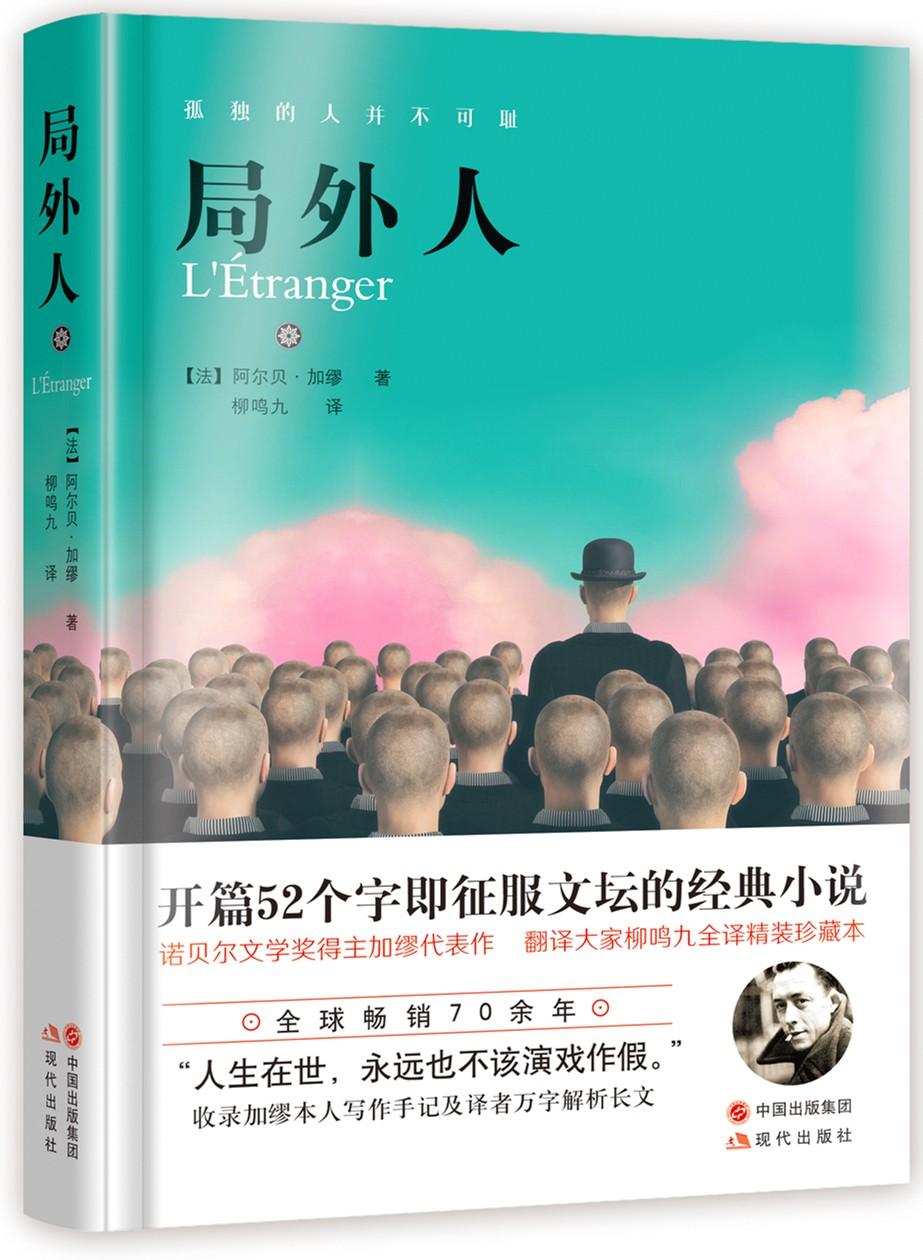 孤独的人并不可耻
局外人
L'Étranger
【法】阿尔贝·加缪 著
柳鸣九 译
开篇52个字即征服文坛的经典小说
诺贝尔文学奖得主加缪代表作 翻译大家柳鸣九全译精装珍藏本
全球畅销70余年
“人生在世，永远也不该演戏作假。”
收录加缪本人写作手记及译者万字解析长文
中国出版集团
现代出版社
局外人
L'Étranger
【法】阿尔贝·加缪 著
柳鸣九 译
中国出版集团
现代出版社